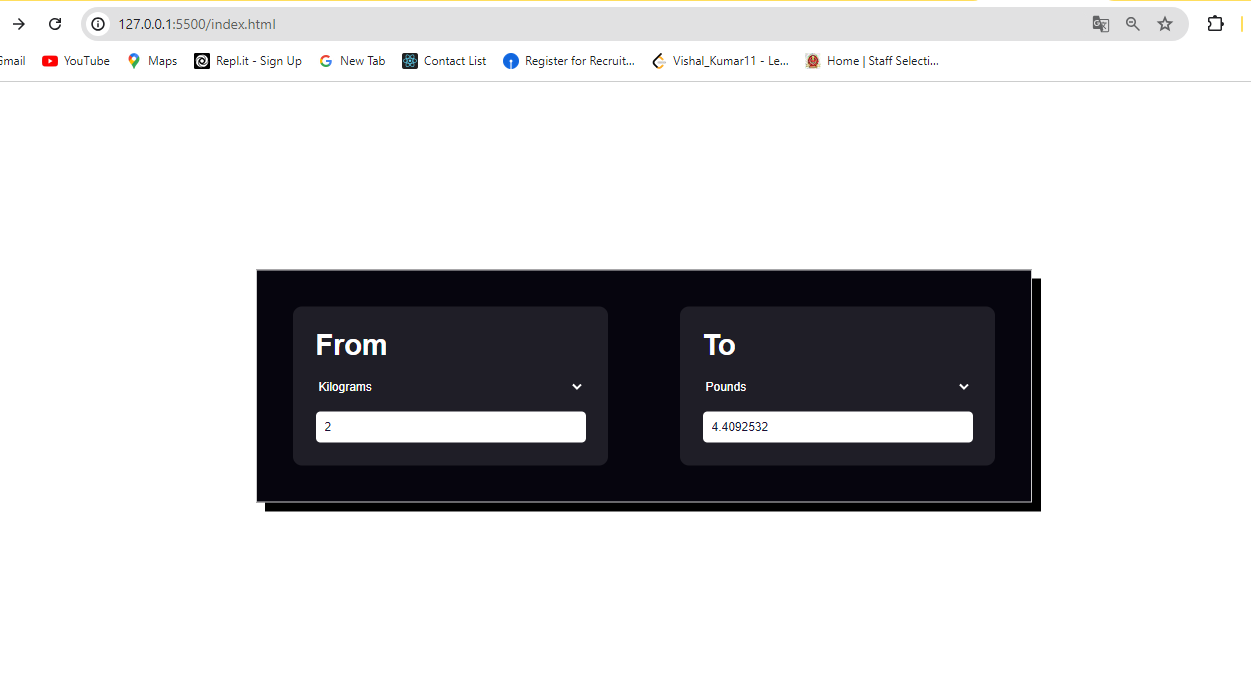 127.0.0.1:5500/index.html
Gmail YouTube Maps Repl.it - Sign Up New Tab Contact List Register for Recruit... Vishal_Kumar11 - Le... Home | Staff Selecti...
From To
Kilograms Pounds
2 4.4092532